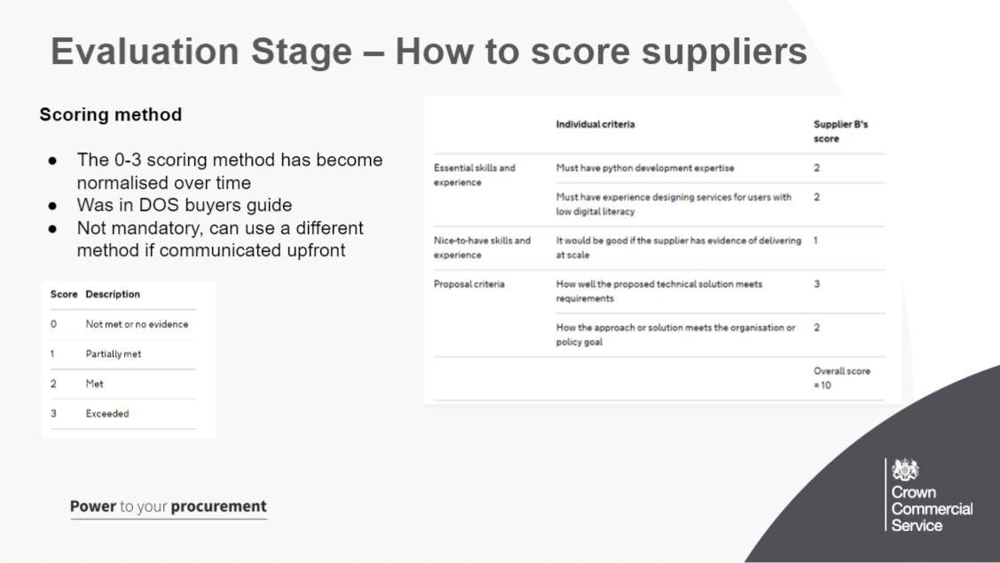 Evaluation Stage – How to score suppliers
Scoring method
● The 0-3 scoring method has become
normalised over time
● Was in DOS buyers guide
● Not mandatory, can use a different
method if communicated upfront
Score Description
0 Not met or no evidence
1 Partially met
2 Met
3 Exceeded
Individual criteria Supplier B's
score
Essential skills and Must have python development expertise 2
experience
Must have experience designing services for users with 2
low digital literacy
Nice-to-have skills and It would be good if the supplier has evidence of delivering 1
experience at scale
Proposal criteria How well the proposed technical solution meets 3
requirements
How the approach or solution meets the organisation or 2
policy goal
Overall score
= 10
Power to your procurement
Crown
Commercial
Service